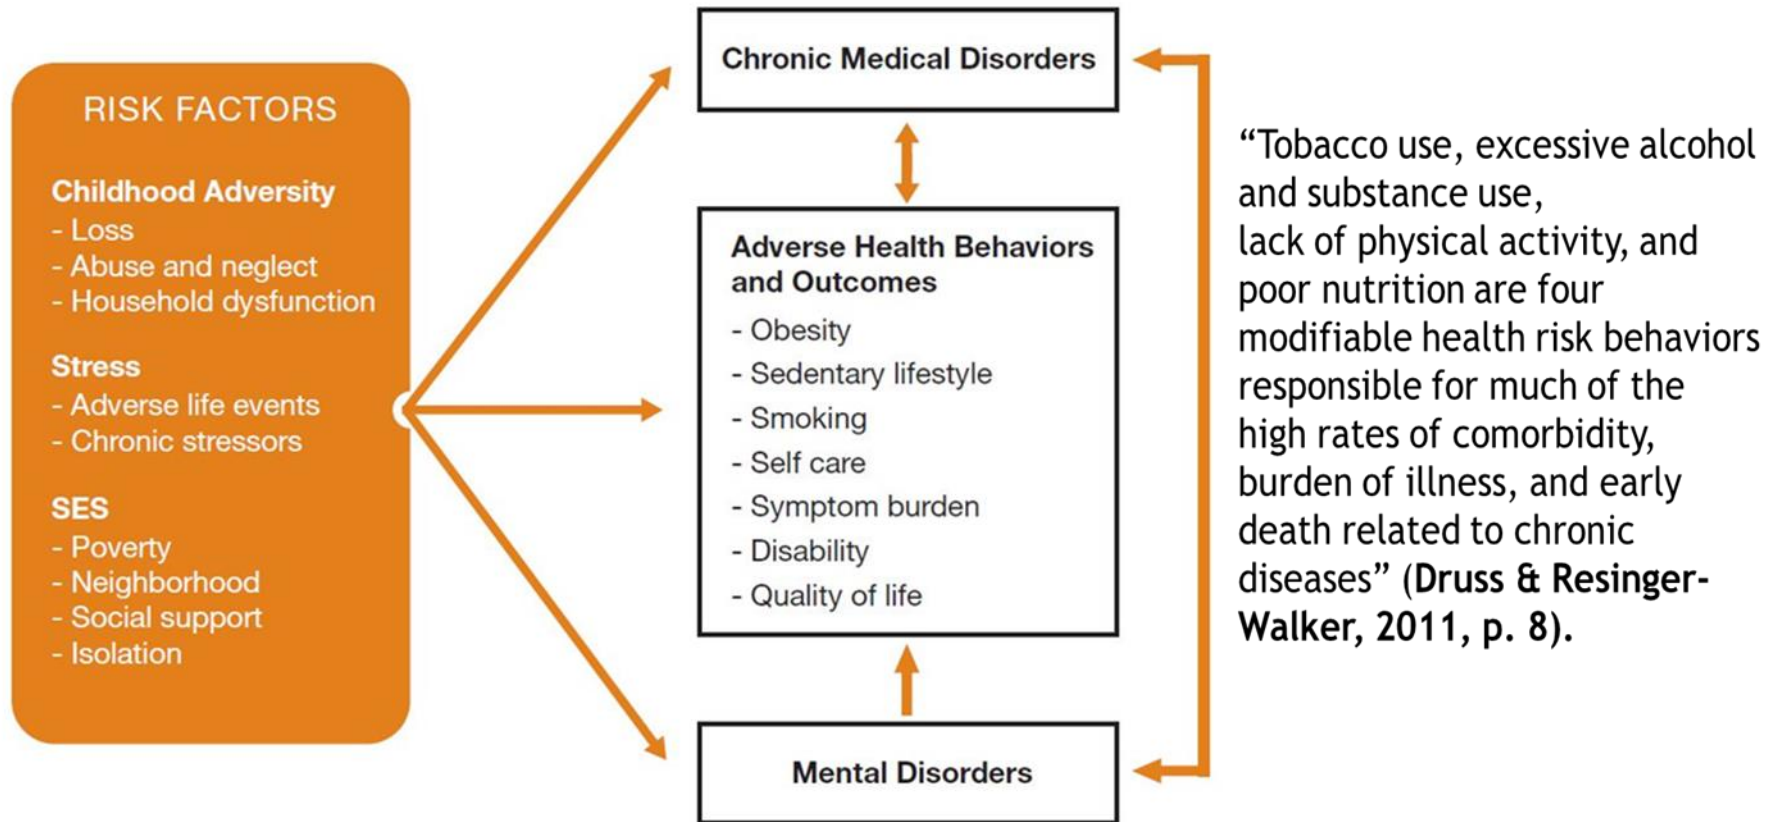 RISK FACTORS
Childhood Adversity
- Loss
- Abuse and neglect
- Household dysfunction
Stress
- Adverse life events
- Chronic stressors
SES
- Poverty
- Neighborhood
- Social support
- Isolation
Chronic Medical Disorders
Adverse Health Behaviors
and Outcomes
- Obesity
- Sedentary lifestyle
- Smoking
- Self care
- Symptom burden
- Disability
- Quality of life
Mental Disorders
“Tobacco use, excessive alcohol
and substance use,
lack of physical activity, and
poor nutrition are four
modifiable health risk behaviors
responsible for much of the
high rates of comorbidity,
burden of illness, and early
death related to chronic
diseases” (Druss & Resinger-
Walker, 2011, p. 8).